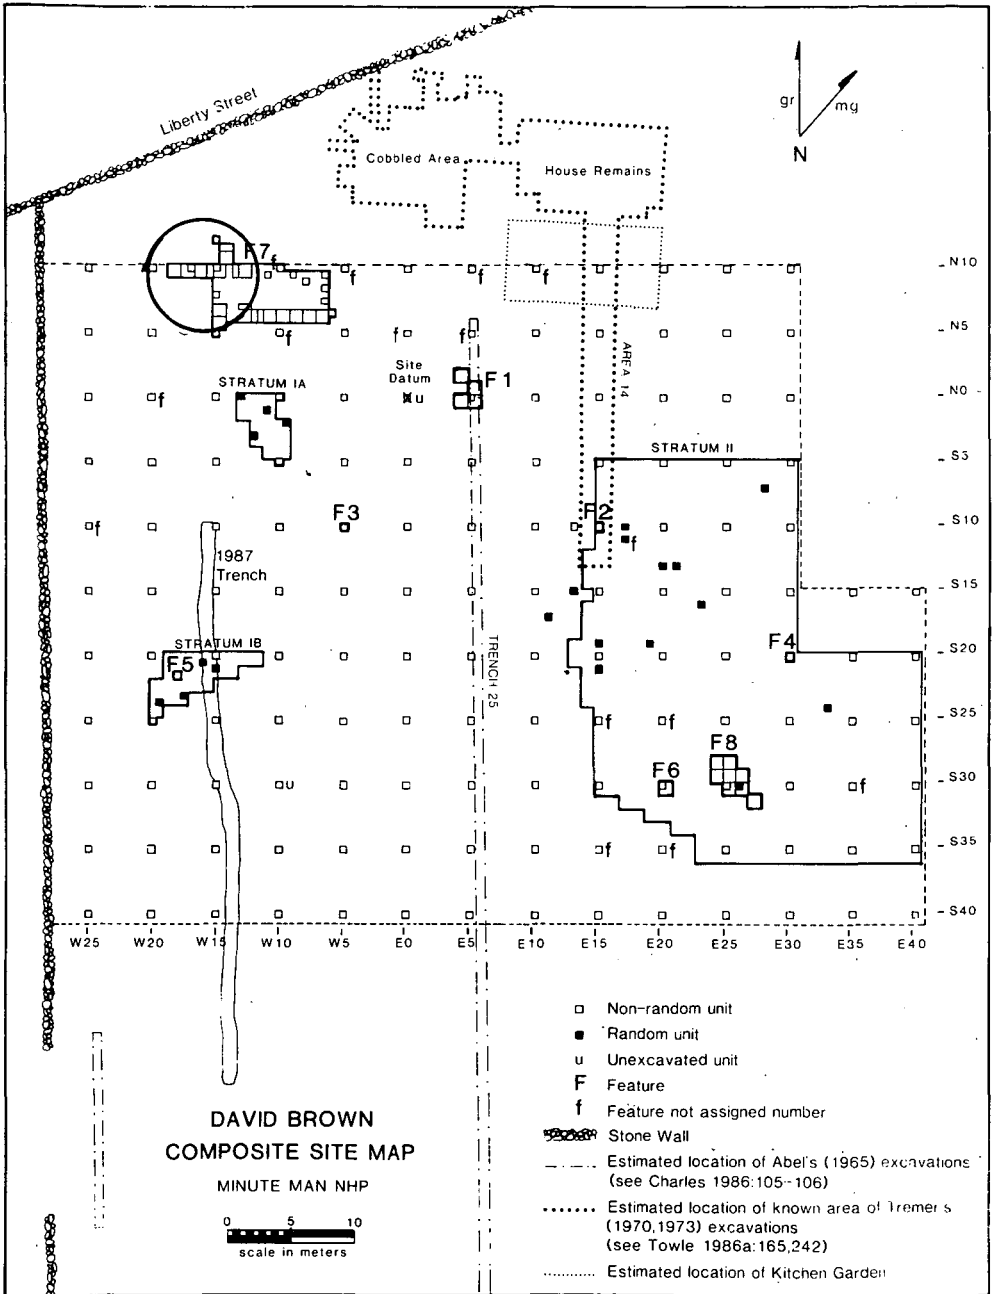 Liberty Street
gr
mg
N
Cobbled Area
House Remains
F7
f
f
f
f
N10
f
f
f
N5
AREA 14
Site
Datum
F1
STRATUM IA
f
u
N0
STRATUM II
S3
F3
F2
f
f
S10
1987
Trench
S15
STRATUM IB
F5
TRENCH 25
F4
S20
f
f
S25
F8
F6
u
f
S30
f
f
S35
S40
W25 W20 W15 W10 W5 E0 E5 E10 E15 E20 E25 E30 E35 E40
Non-random unit
Random unit
u Unexcavated unit
F Feature
f Feature not assigned number
Stone Wall
Estimated location of Abel's (1965) excavations
(see Charles 1986:105--106)
Estimated location of known area of Tremer's
(1970,1973) excavations
(see Towle 1986a:165,242)
Estimated location of Kitchen Garden
DAVID BROWN
COMPOSITE SITE MAP
MINUTE MAN NHP
0 5 10
scale in meters